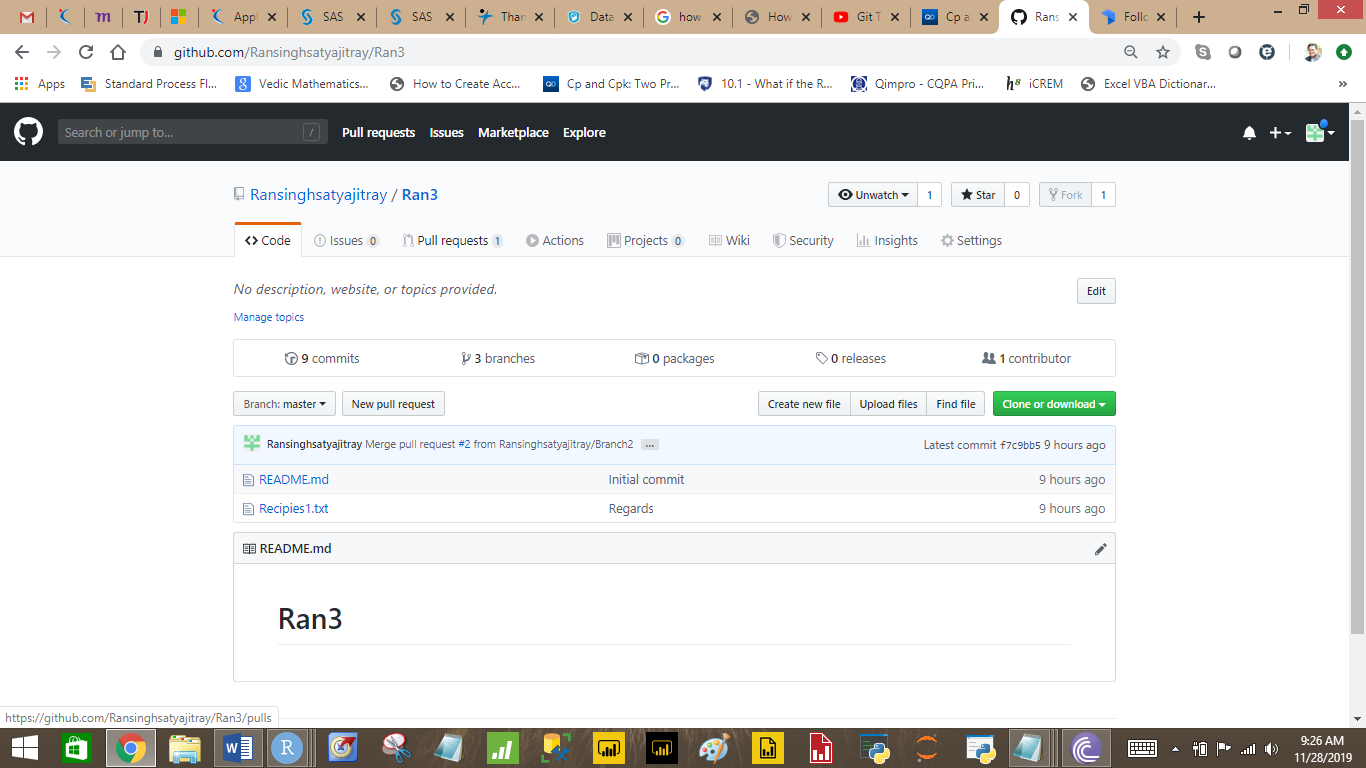 Appl
SAS
SAS
Than
Data
how
How
Git T
Cp a
Rans
Follo
github.com/Ransinghsatyajitray/Ran3
Apps
Standard Process Fl...
Vedic Mathematics...
How to Create Acc...
Cp and Cpk: Two Pr...
10.1 - What if the R...
Qimpro - CQPA Pri...
iCREM
Excel VBA Dictionar...
»
Search or jump to...
/
Pull requests
Issues
Marketplace
Explore
Ransinghsatyajitray / Ran3
Unwatch 1
Star 0
Fork 1
Code
Issues 0
Pull requests 1
Actions
Projects 0
Wiki
Security
Insights
Settings
No description, website, or topics provided.
Edit
Manage topics
9 commits
3 branches
0 packages
0 releases
1 contributor
Branch: master
New pull request
Create new file
Upload files
Find file
Clone or download
Ransinghsatyajitray Merge pull request #2 from Ransinghsatyajitray/Branch2 ...
Latest commit f7c9bb5 9 hours ago
README.md Initial commit 9 hours ago
Recipies1.txt Regards 9 hours ago
README.md
Ran3
https://github.com/Ransinghsatyajitray/Ran3/pulls
9:26 AM
11/28/2019